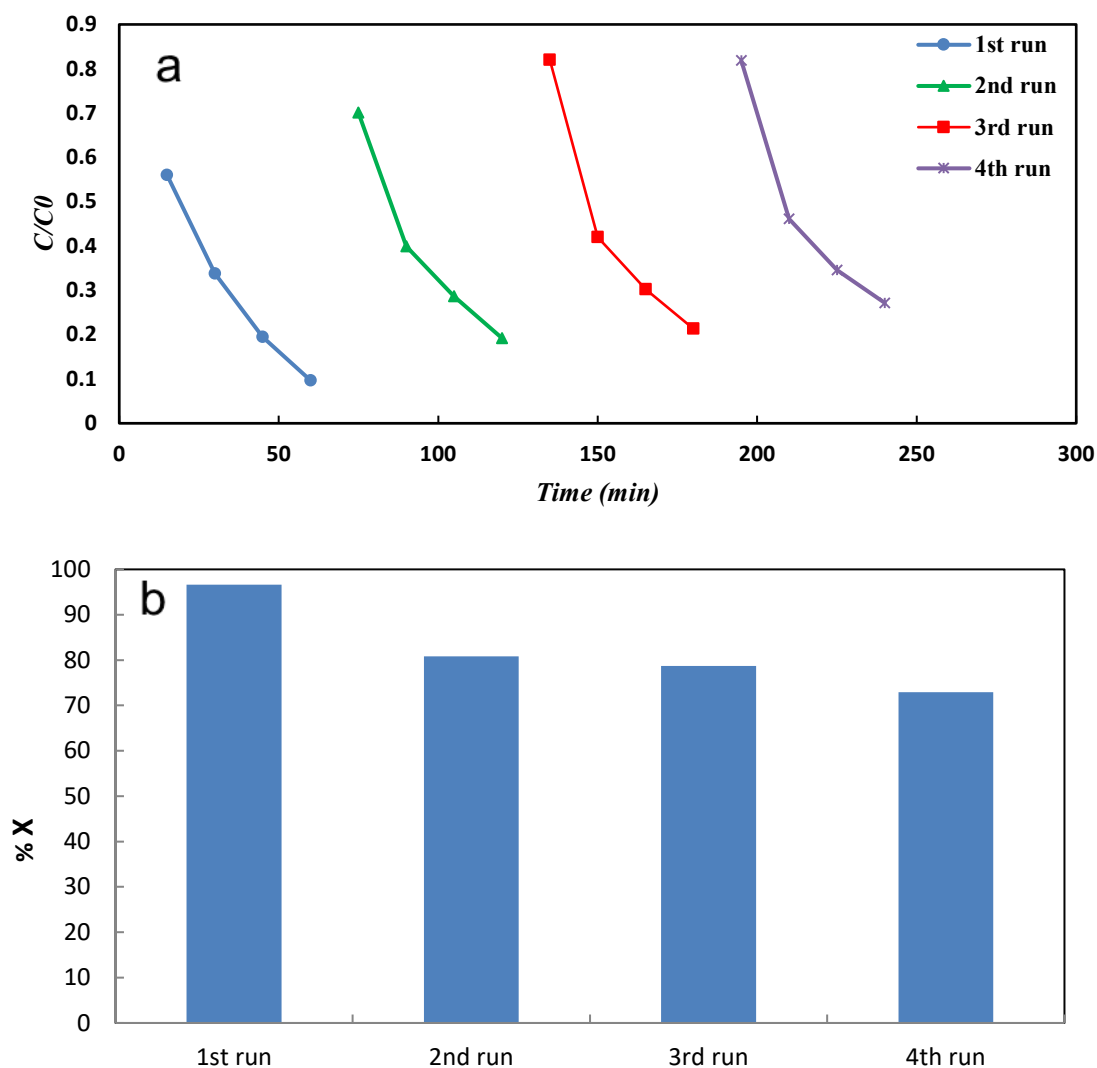 a
1st run
2nd run
3rd run
4th run
0.9
0.8
0.7
0.6
0.5
0.4
0.3
0.2
0.1
0
C/C0
0 50 100 150 200 250 300
Time (min)
b
100
90
80
70
60
50
40
30
20
10
0
% X
1st run 2nd run 3rd run 4th run